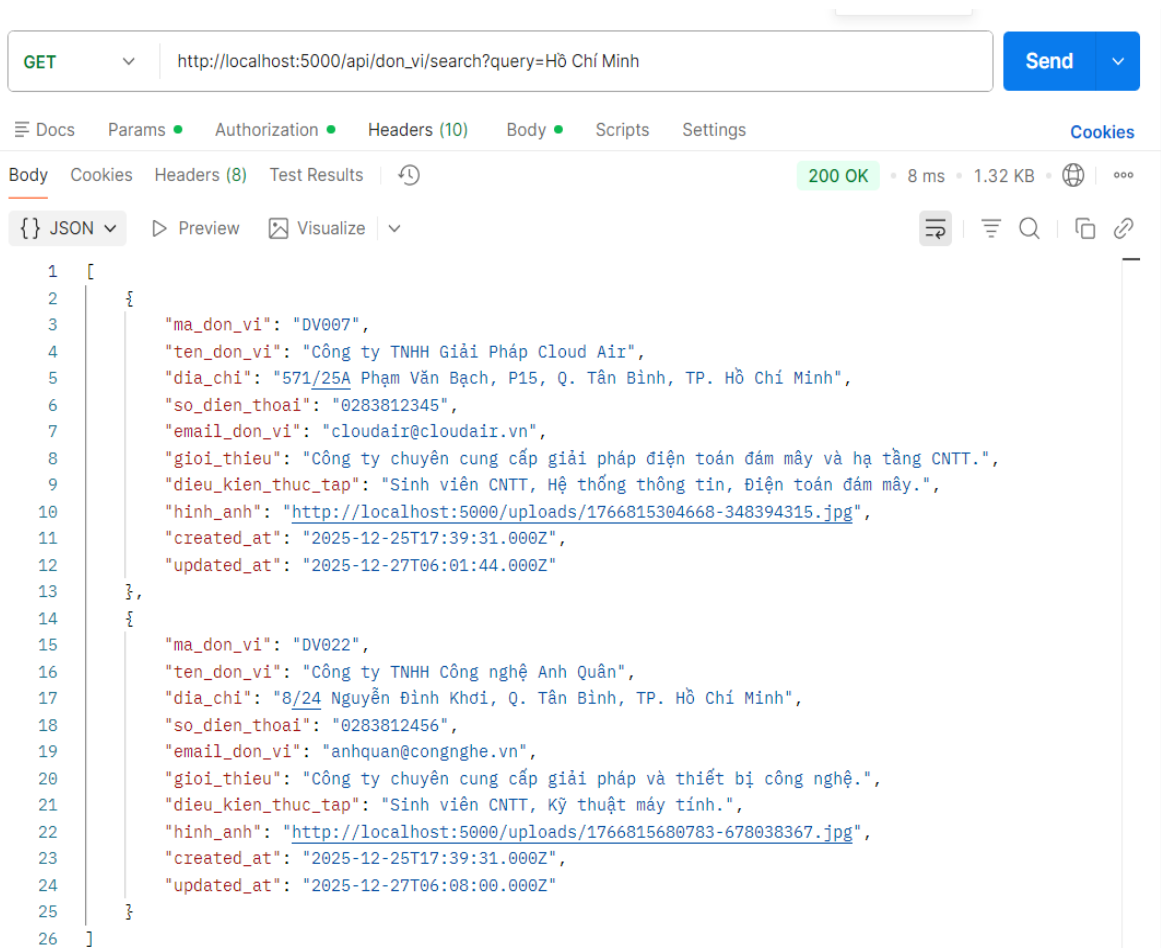 GET http://localhost:5000/api/don_vi/search?query=Hồ Chí Minh Send
Docs Params Authorization Headers (10) Body Scripts Settings Cookies
Body Cookies Headers (8) Test Results 200 OK 8 ms 1.32 KB
{} JSON Preview Visualize
1 [
2 {
3 "ma_don_vi": "DV007",
4 "ten_don_vi": "Công ty TNHH Giải Pháp Cloud Air",
5 "dia_chi": "571/25A Phạm Văn Bạch, P15, Q. Tân Bình, TP. Hồ Chí Minh",
6 "so_dien_thoai": "0283812345",
7 "email_don_vi": "cloudair@cloudair.vn",
8 "gioi_thieu": "Công ty chuyên cung cấp giải pháp điện toán đám mây và hạ tầng CNTT.",
9 "dieu_kien_thuc_tap": "Sinh viên CNTT, Hệ thống thông tin, Điện toán đám mây.",
10 "hinh_anh": "http://localhost:5000/uploads/1766815304668-348394315.jpg",
11 "created_at": "2025-12-25T17:39:31.000Z",
12 "updated_at": "2025-12-27T06:01:44.000Z"
13 },
14 {
15 "ma_don_vi": "DV022",
16 "ten_don_vi": "Công ty TNHH Công nghệ Anh Quân",
17 "dia_chi": "8/24 Nguyễn Đình Khơi, Q. Tân Bình, TP. Hồ Chí Minh",
18 "so_dien_thoai": "0283812456",
19 "email_don_vi": "anhquan@congnghe.vn",
20 "gioi_thieu": "Công ty chuyên cung cấp giải pháp và thiết bị công nghệ.",
21 "dieu_kien_thuc_tap": "Sinh viên CNTT, Kỹ thuật máy tính.",
22 "hinh_anh": "http://localhost:5000/uploads/1766815680783-678038367.jpg",
23 "created_at": "2025-12-25T17:39:31.000Z",
24 "updated_at": "2025-12-27T06:08:00.000Z"
25 }
26 ]